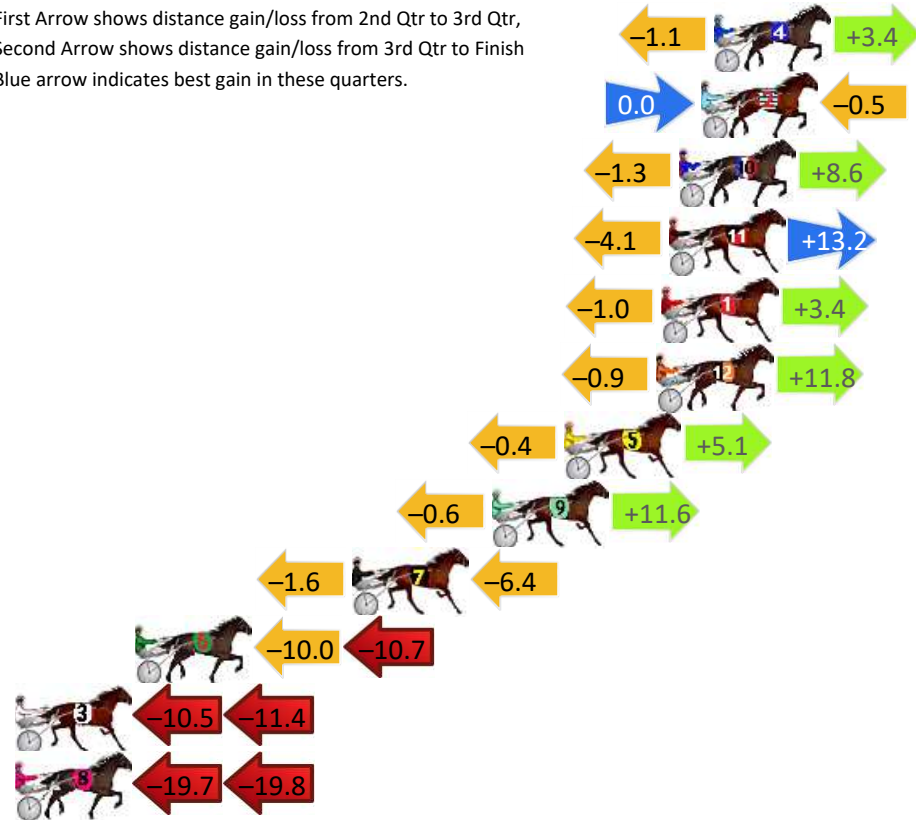 First Arrow shows distance gain/loss from 2nd Qtr to 3rd Qtr,
Second Arrow shows distance gain/loss from 3rd Qtr to Finish
Blue arrow indicates best gain in these quarters.
−1.1 4 +3.4
0.0 2 −0.5
−1.3 10 +8.6
−4.1 11 +13.2
−1.0 1 +3.4
−0.9 12 +11.8
−0.4 5 +5.1
−0.6 9 +11.6
−1.6 7 −6.4
6 −10.0 −10.7
3 −10.5 −11.4
8 −19.7 −19.8